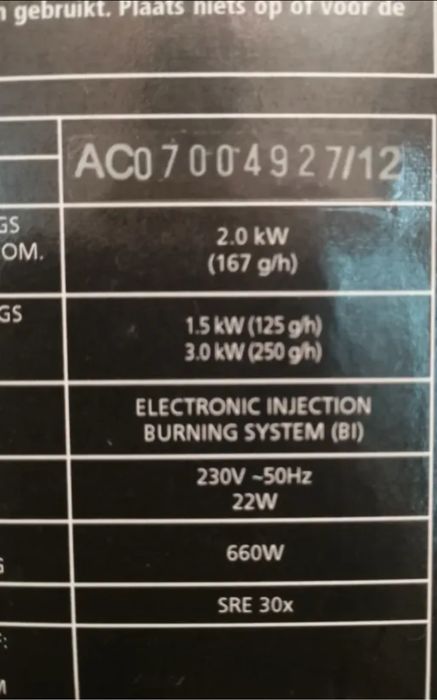 gebruikt. Plaats niets op of voor de
AC07004927/12
GS
OM.
2.0 kW
(167 g/h)
GS
1.5 kW (125 g/h)
3.0 kW (250 g/h)
ELECTRONIC INJECTION
BURNING SYSTEM (BI)
230V ~50Hz
22W
660W
SRE 30x